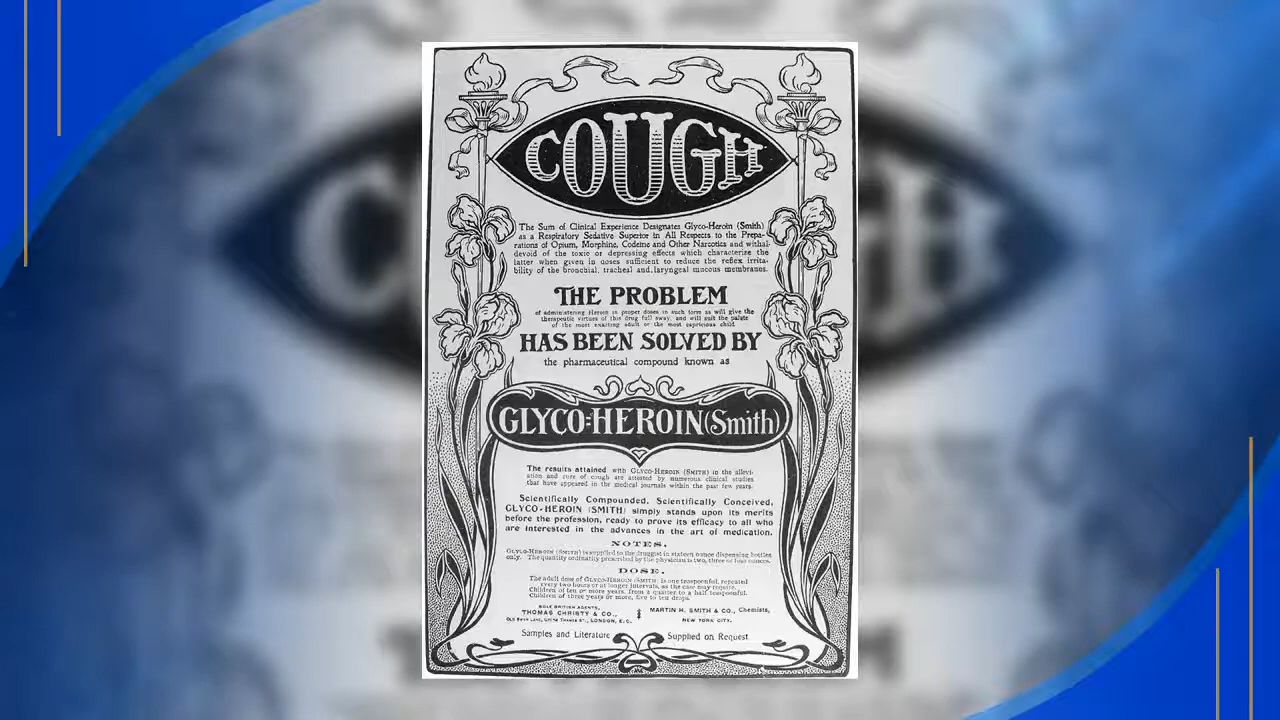 COUGH
The Sum of Clinical Experience Designates Glyco-Heroin (Smith)
as a Respiratory Sedative Superior in All Respects to the Prepa-
rations of Opium, Morphine, Codeine and Other Narcotics and withal
devoid of the toxic or depressing effects which characterize the
latter when given in doses sufficient to reduce the reflex irrita-
bility of the bronchial, tracheal and laryngeal mucous membranes.
THE PROBLEM
of administering Heroin in proper doses in such form as will give the
therapeutic virtues of this drug full sway, and will suit the palate
of the most exacting adult or the most capricious child
HAS BEEN SOLVED BY
the pharmaceutical compound known as
GLYCO-HEROIN (Smith)
The results attained with GLYCO-HEROIN (SMITH) in the allevi-
ation and cure of cough are attested by numerous clinical studies
that have appeared in the medical journals within the past few years.
Scientifically Compounded, Scientifically Conceived,
GLYCO-HEROIN (SMITH) simply stands upon its merits
before the profession, ready to prove its efficacy to all who
are interested in the advances in the art of medication.
NOTES.
GLYCO-HEROIN (SMITH) is supplied to the druggist in sixteen ounce dispensing bottles
only. The quantity ordinarily prescribed by the physician is two, three or four ounces.
DOSE.
The adult dose of GLYCO-HEROIN (SMITH) is one teaspoonful, repeated
every two hours or at longer intervals, as the case may require.
Children of ten or more years, from a quarter to a half teaspoonful.
Children of three years or more, five to ten drops.
SOLE BRITISH AGENTS,
THOMAS CHRISTY & CO.,
OLD SWAN LANE, UPPER THAMES ST., LONDON, E.C.
MARTIN H. SMITH & CO., Chemists,
NEW YORK CITY.
Samples and Literature Supplied on Request